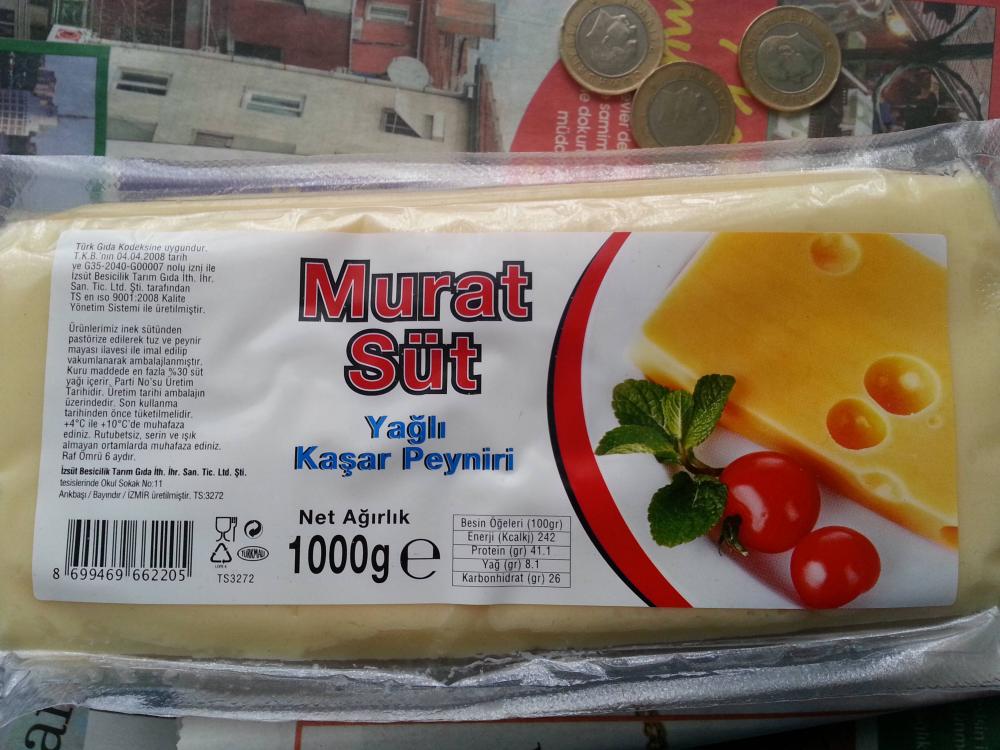 Türk Gıda Kodeksine uygundur.
T.K.B.'nın 04.04.2008 tarih
ve G35-2040-G00007 nolu izni ile
İzsüt Besicilik Tarım Gıda İth. İhr.
San. Tic. Ltd. Şti. tarafından
TS en ıso 9001:2008 Kalite
Yönetim Sistemi ile üretilmiştir.
Ürünlerimiz inek sütünden
pastörize edilerek tuz ve peynir
mayası ilavesi ile imal edilip
vakumlanarak ambalajlanmıştır.
Kuru maddede en fazla %30 süt
yağı içerir. Parti No'su Üretim
Tarihidir. Üretim tarihi ambalajın
üzerindedir. Son kullanma
tarihinden önce tüketilmelidir.
+4°C ile +10°C'de muhafaza
ediniz. Rutubetsiz, serin ve ışık
almayan ortamlarda muhafaza ediniz.
Raf Ömrü 6 aydır.
İzsüt Besicilik Tarım Gıda İth. İhr. San. Tic. Ltd. Şti.
tesislerinde Okul Sokak No:11
Arıkbaşı / Bayındır / İZMİR üretilmiştir. TS:3272
8 699469 662205
TÜRKMALI
TS3272
Murat
Süt
Yağlı
Kaşar Peyniri
Net Ağırlık
1000g e
Besin Öğeleri (100gr)
Enerji (Kcalkj) 242
Protein (gr) 41.1
Yağ (gr) 8.1
Karbonhidrat (gr) 26
evler de
samim
e dokun
müdo